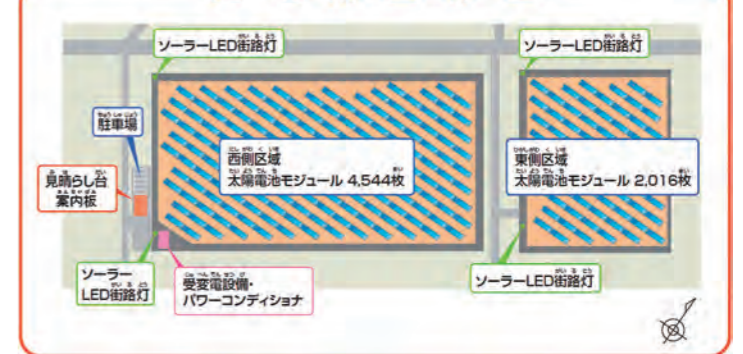 ソーラーLED街路灯
ソーラーLED街路灯
駐車場
西側区域
太陽電池モジュール 4,544枚
東側区域
太陽電池モジュール 2,016枚
見晴らし台
案内板
ソーラー
LED街路灯
受変電設備・
パワーコンディショナ
ソーラーLED街路灯